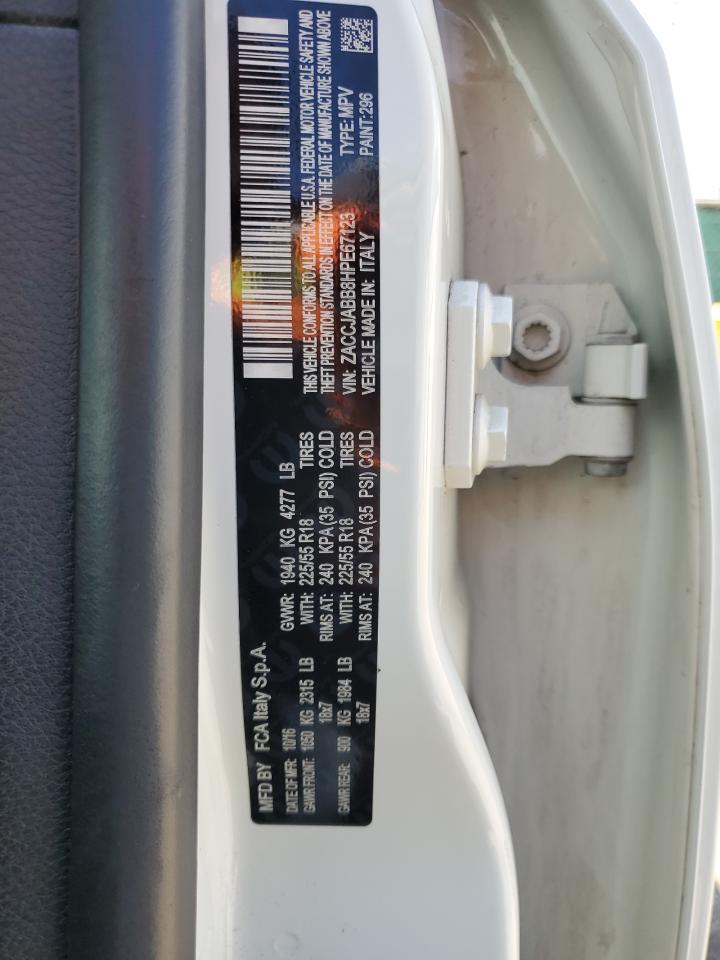 MFD BY FCA Italy S.p.A.
DATE OF MFR: 10/16 GVWR: 1940 KG 4277 LB
GAWR FRONT: 1050 KG 2315 LB WITH: 225/55 R18 TIRES
18x7 RIMS AT: 240 KPA(35 PSI) COLD
GAWR REAR: 900 KG 1984 LB WITH: 225/55 R18 TIRES
18x7 RIMS AT: 240 KPA(35 PSI) COLD
THIS VEHICLE CONFORMS TO ALL APPLICABLE U.S.A. FEDERAL MOTOR VEHICLE SAFETY AND
THEFT PREVENTION STANDARDS IN EFFECT ON THE DATE OF MANUFACTURE SHOWN ABOVE
VIN: ZACCJABB8HPE67123 TYPE: MPV
VEHICLE MADE IN: ITALY PAINT: 296